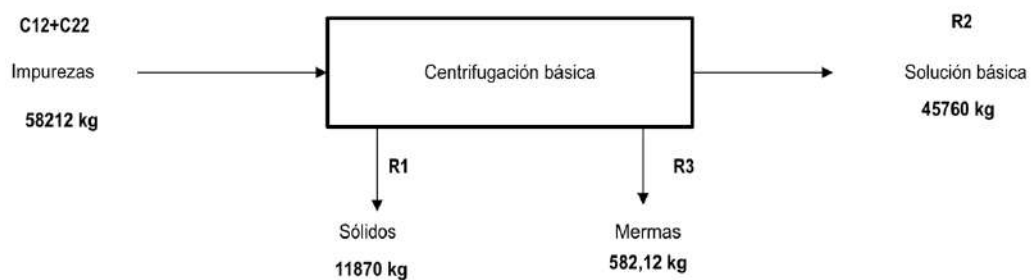 C12+C22
Impurezas
58212 kg
Centrifugación básica
R2
Solución básica
45760 kg
R1
Sólidos
11870 kg
R3
Mermas
582,12 kg